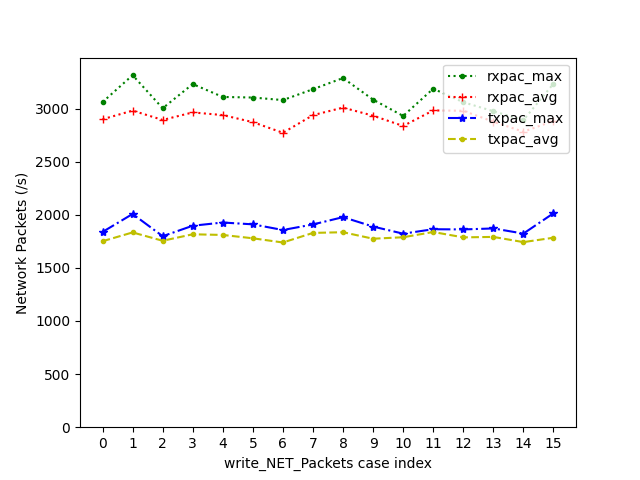 rxpac_max
rxpac_avg
txpac_max
txpac_avg
3000
2500
2000
1500
1000
500
0
Network Packets (/s)
0 1 2 3 4 5 6 7 8 9 10 11 12 13 14 15
write_NET_Packets case index